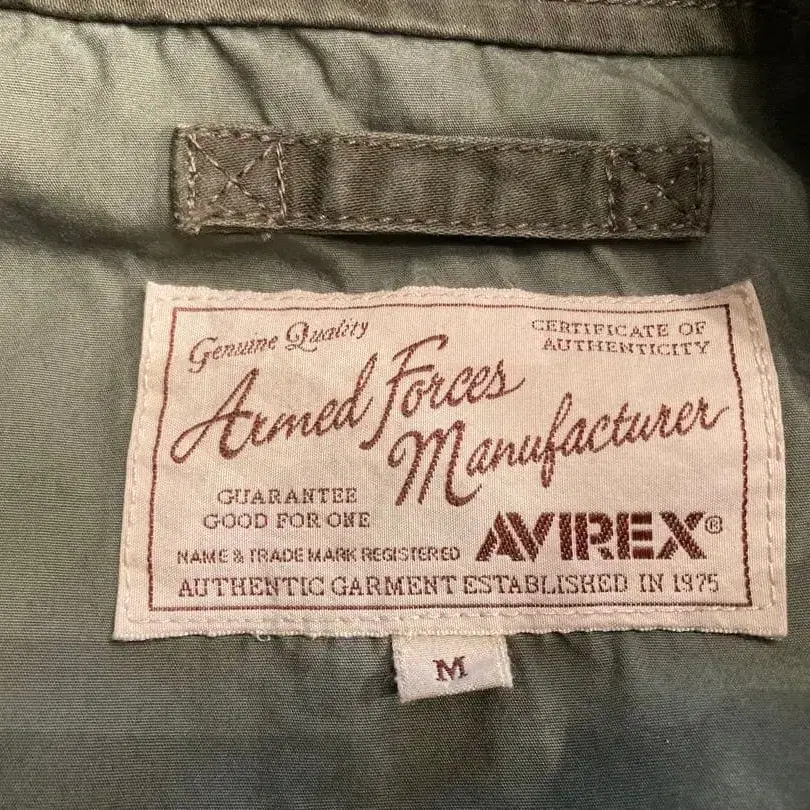 Genuine Quality
CERTIFICATE OF
AUTHENTICITY
Armed Forces
Manufacturer
GUARANTEE
GOOD FOR ONE
AVIREX®
NAME & TRADE MARK REGISTERED
AUTHENTIC GARMENT ESTABLISHED IN 1975
M